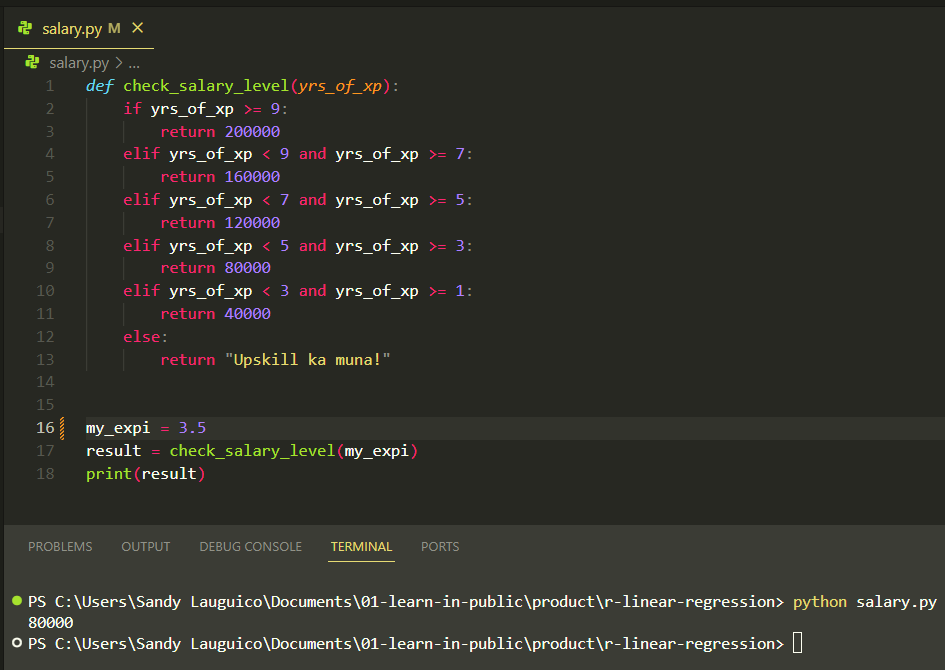 salary.py M ×
salary.py > ...
1 def check_salary_level(yrs_of_xp):
2     if yrs_of_xp >= 9:
3         return 200000
4     elif yrs_of_xp < 9 and yrs_of_xp >= 7:
5         return 160000
6     elif yrs_of_xp < 7 and yrs_of_xp >= 5:
7         return 120000
8     elif yrs_of_xp < 5 and yrs_of_xp >= 3:
9         return 80000
10     elif yrs_of_xp < 3 and yrs_of_xp >= 1:
11         return 40000
12     else:
13         return "Upskill ka muna!"
14
15
16 my_expi = 3.5
17 result = check_salary_level(my_expi)
18 print(result)
PROBLEMS OUTPUT DEBUG CONSOLE TERMINAL PORTS
PS C:\Users\Sandy Lauguico\Documents\01-learn-in-public\product\r-linear-regression> python salary.py
80000
PS C:\Users\Sandy Lauguico\Documents\01-learn-in-public\product\r-linear-regression>